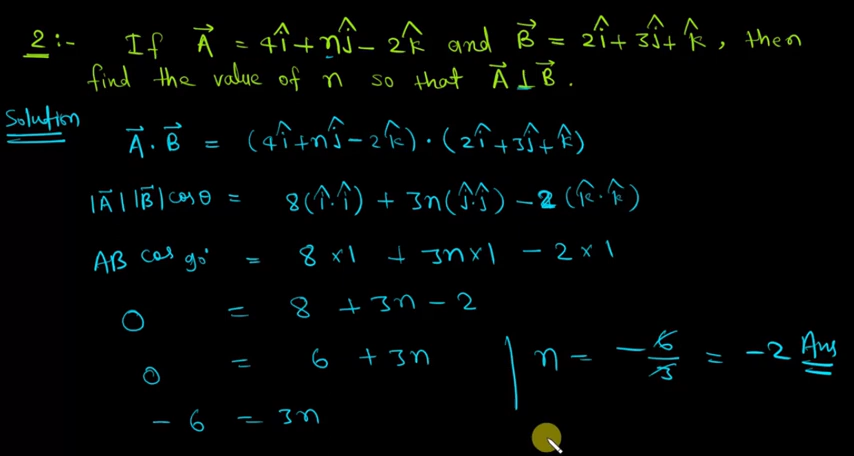 2:- If A⃗ = 4î + nĵ - 2k̂ and B⃗ = 2î + 3ĵ + k̂, then
find the value of n so that A⃗ ⊥ B⃗.
Solution
A⃗ . B⃗ = (4î + nĵ - 2k̂) . (2î + 3ĵ + k̂)
|A⃗| |B⃗| cos θ = 8(î.î) + 3n(ĵ.ĵ) - 2(k̂.k̂)
AB cos 90° = 8×1 + 3n×1 - 2×1
0 = 8 + 3n - 2
0 = 6 + 3n
- 6 = 3n
n = -6/3 = -2 Ans